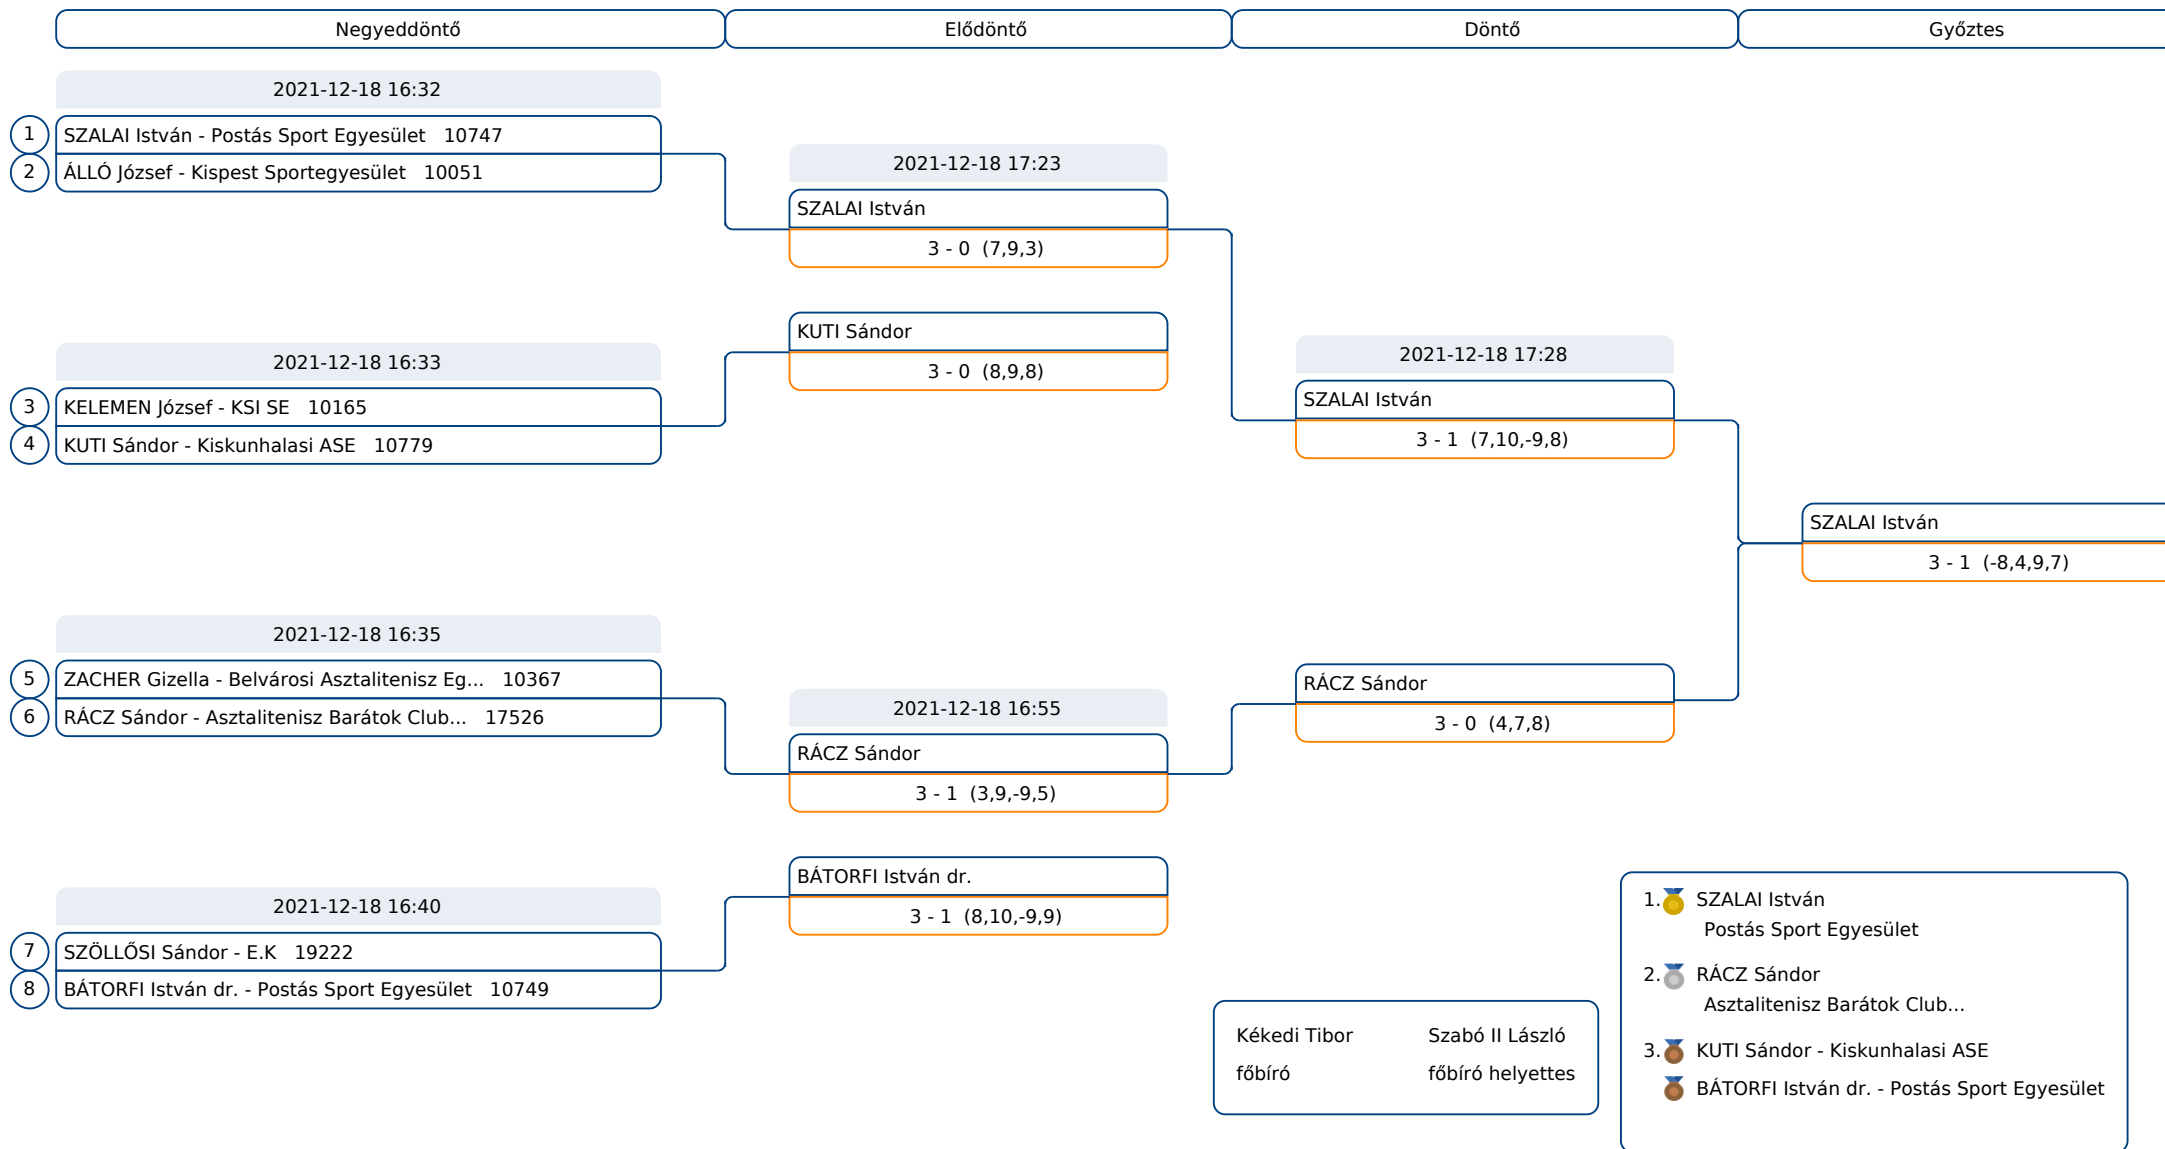 Negyeddöntő
Elődöntő
Döntő
Győztes
2021-12-18 16:32
1 SZALAI István - Postás Sport Egyesület 10747
2 ÁLLÓ József - Kispest Sportegyesület 10051
2021-12-18 16:33
3 KELEMEN József - KSI SE 10165
4 KUTI Sándor - Kiskunhalasi ASE 10779
2021-12-18 16:35
5 ZACHER Gizella - Belvárosi Asztalitenisz Eg... 10367
6 RÁCZ Sándor - Asztalitenisz Barátok Club... 17526
2021-12-18 16:40
7 SZÖLLŐSI Sándor - E.K 19222
8 BÁTORFI István dr. - Postás Sport Egyesület 10749
2021-12-18 17:23
SZALAI István
3 - 0 (7,9,3)
KUTI Sándor
3 - 0 (8,9,8)
2021-12-18 16:55
RÁCZ Sándor
3 - 1 (3,9,-9,5)
BÁTORFI István dr.
3 - 1 (8,10,-9,9)
2021-12-18 17:28
SZALAI István
3 - 1 (7,10,-9,8)
RÁCZ Sándor
3 - 0 (4,7,8)
SZALAI István
3 - 1 (-8,4,9,7)
Kékedi Tibor Szabó II László
főbíró főbíró helyettes
1. SZALAI István
Postás Sport Egyesület
2. RÁCZ Sándor
Asztalitenisz Barátok Club...
3. KUTI Sándor - Kiskunhalasi ASE
BÁTORFI István dr. - Postás Sport Egyesület